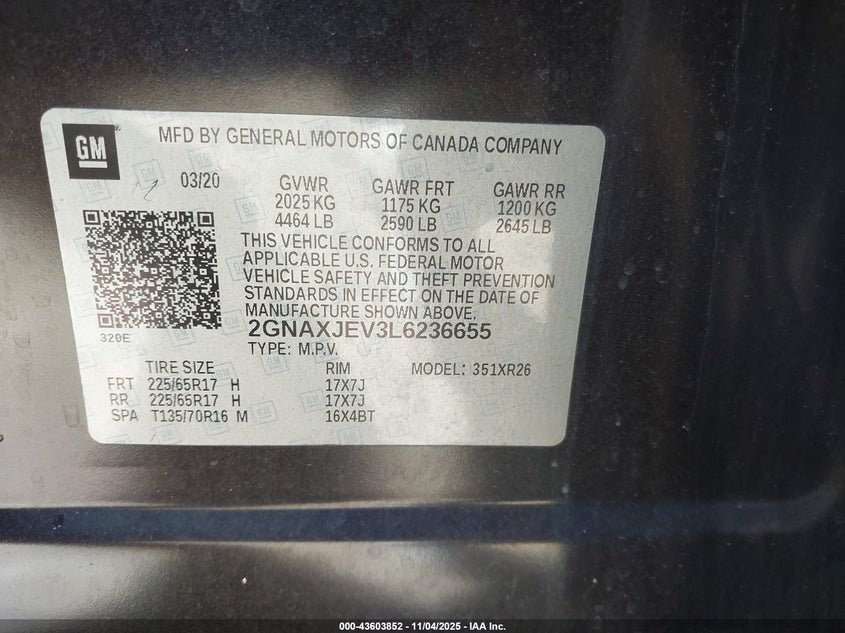 GM
MFD BY GENERAL MOTORS OF CANADA COMPANY
03/20 GVWR GAWR FRT GAWR RR
2025 KG 1175 KG 1200 KG
4464 LB 2590 LB 2645 LB
THIS VEHICLE CONFORMS TO ALL
APPLICABLE U.S. FEDERAL MOTOR
VEHICLE SAFETY AND THEFT PREVENTION
STANDARDS IN EFFECT ON THE DATE OF
MANUFACTURE SHOWN ABOVE.
320E
2GNAXJEV3L6236655
TYPE: M.P.V.
TIRE SIZE RIM MODEL: 351XR26
FRT 225/65R17 H 17X7J
RR 225/65R17 H 17X7J
SPA T135/70R16 M 16X4BT
000-43603852 - 11/04/2025 - IAA Inc.